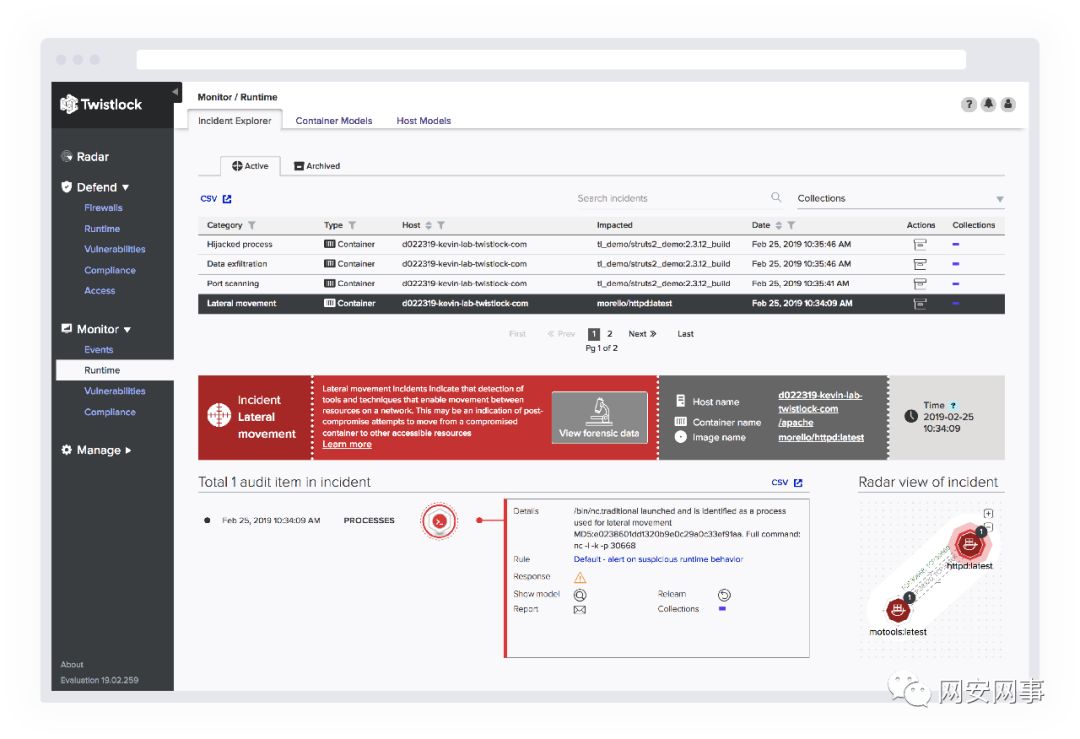 Twistlock
Radar
Defend
Firewalls
Runtime
Vulnerabilities
Compliance
Access
Monitor
Events
Runtime
Vulnerabilities
Compliance
Manage
About
Evaluation 19.02.259
Monitor / Runtime
?
Incident Explorer Container Models Host Models
Active Archived
CSV Search incidents Collections
Category Type Host Impacted Date Actions Collections
Hijacked process Container d022319-kevin-lab-twistlock-com tl_demo/struts2_demo:2.3.12_build Feb 25, 2019 10:35:46 AM
Data exfiltration Container d022319-kevin-lab-twistlock-com tl_demo/struts2_demo:2.3.12_build Feb 25, 2019 10:35:46 AM
Port scanning Container d022319-kevin-lab-twistlock-com tl_demo/struts2_demo:2.3.12_build Feb 25, 2019 10:35:41 AM
Lateral movement Container d022319-kevin-lab-twistlock-com morello/httpd:latest Feb 25, 2019 10:34:09 AM
First Prev 1 2 Next Last
Pg 1 of 2
Incident
Lateral
movement
Lateral movement incidents indicate that detection of
tools and techniques that enable movement between
resources on a network. This may be an indication of post-
compromise attempts to move from a compromised
container to other accessible resources
Learn more
View forensic data
Host name d022319-kevin-lab-
twistlock-com
Container name /apache
Image name morello/httpd:latest
Time ?
2019-02-25
10:34:09
Total 1 audit item in incident CSV
Feb 25, 2019 10:34:09 AM PROCESSES
Details /bin/nc.traditional launched and is identified as a process
used for lateral movement
Full command:
nc -l -k -p 30668
Rule Default - alert on suspicious runtime behavior
Response
Show model Relearn
Report Collections
Radar view of incident
1
httpd:latest
1
motools:latest
网安网事